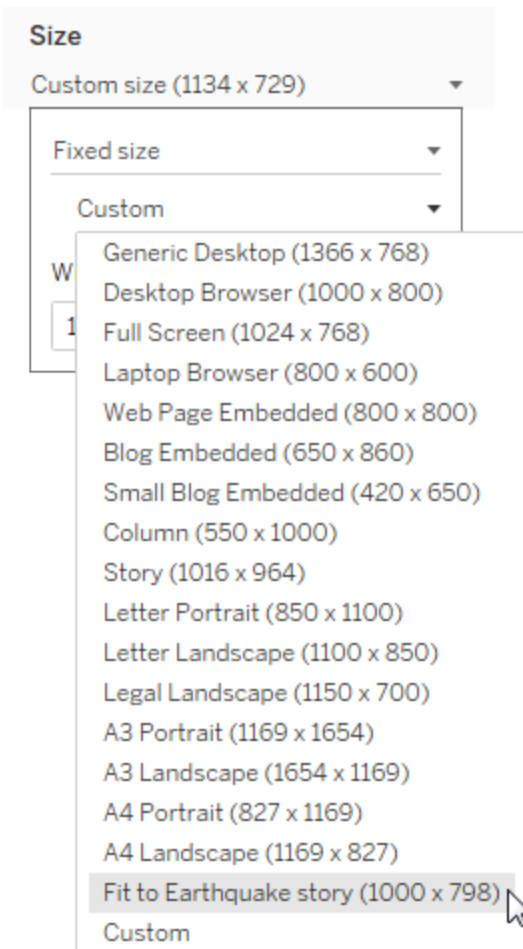 Size
Custom size (1134 x 729)
Fixed size
Custom
Generic Desktop (1366 x 768)
Desktop Browser (1000 x 800)
Full Screen (1024 x 768)
Laptop Browser (800 x 600)
Web Page Embedded (800 x 800)
Blog Embedded (650 x 860)
Small Blog Embedded (420 x 650)
Column (550 x 1000)
Story (1016 x 964)
Letter Portrait (850 x 1100)
Letter Landscape (1100 x 850)
Legal Landscape (1150 x 700)
A3 Portrait (1169 x 1654)
A3 Landscape (1654 x 1169)
A4 Portrait (827 x 1169)
A4 Landscape (1169 x 827)
Fit to Earthquake story (1000 x 798)
Custom